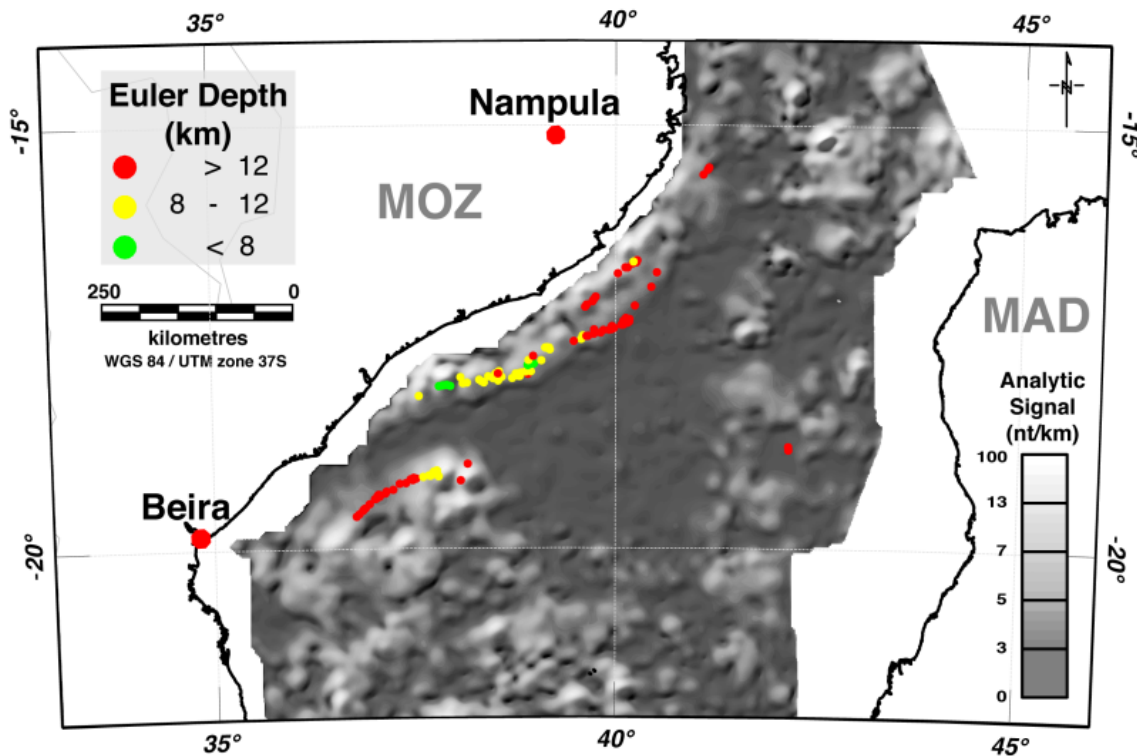 35°
40°
45°
Euler Depth
(km)
> 12
8 - 12
< 8
250 0
kilometres
WGS 84 / UTM zone 37S
Nampula
MOZ
N
-15°
-15°
MAD
Analytic
Signal
(nt/km)
100
13
7
5
3
0
Beira
-20°
-20°
35°
40°
45°